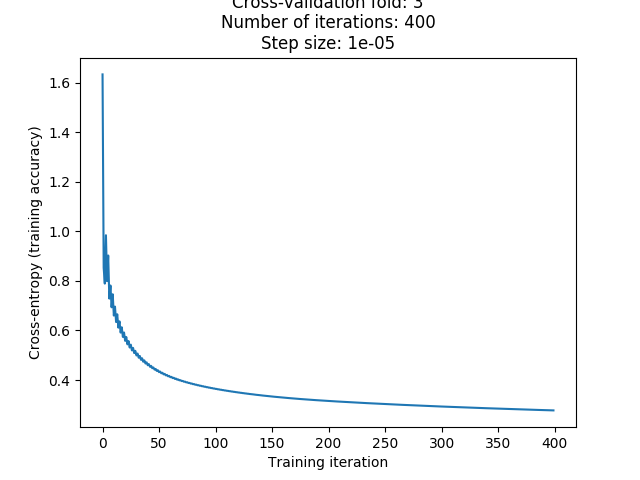 Cross-validation fold: 3
Number of iterations: 400
Step size: 1e-05
1.6
1.4
1.2
1.0
0.8
0.6
0.4
Cross-entropy (training accuracy)
0 50 100 150 200 250 300 350 400
Training iteration